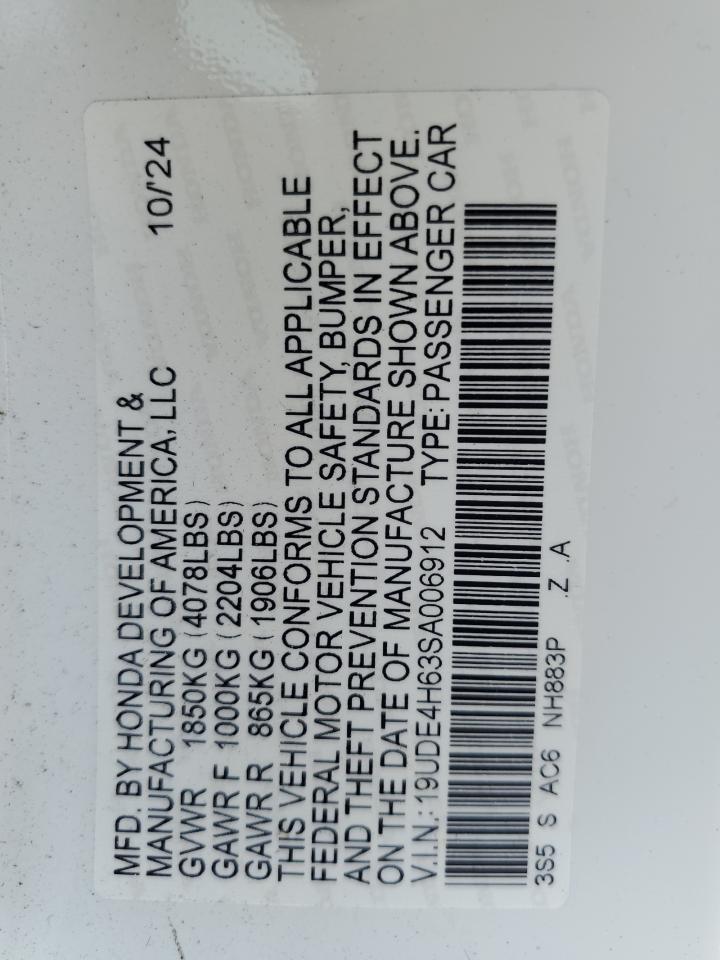 MFD. BY HONDA DEVELOPMENT &
MANUFACTURING OF AMERICA, LLC 10/'24
GVWR 1850KG (4078LBS)
GAWR F 1000KG (2204LBS)
GAWR R 865KG (1906LBS)
THIS VEHICLE CONFORMS TO ALL APPLICABLE
FEDERAL MOTOR VEHICLE SAFETY, BUMPER,
AND THEFT PREVENTION STANDARDS IN EFFECT
ON THE DATE OF MANUFACTURE SHOWN ABOVE.
V.I.N.: 19UDE4H63SA006912 TYPE: PASSENGER CAR
3S5 S AC6 NH883P .Z .A